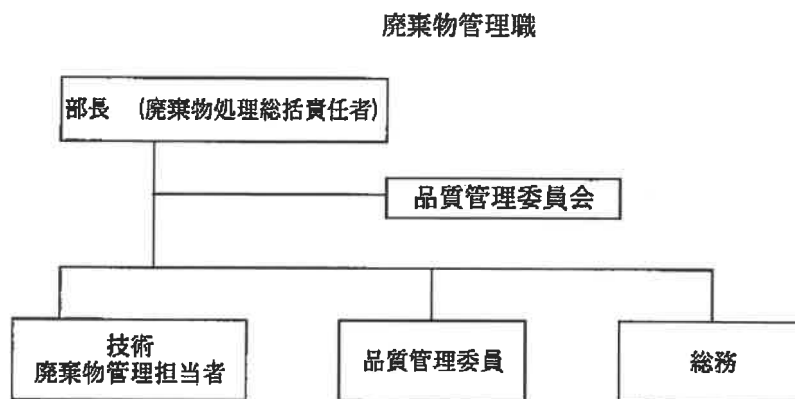 廃棄物管理職
部長　(廃棄物処理総括責任者)
品質管理委員会
技術
廃棄物管理担当者
品質管理委員
総務